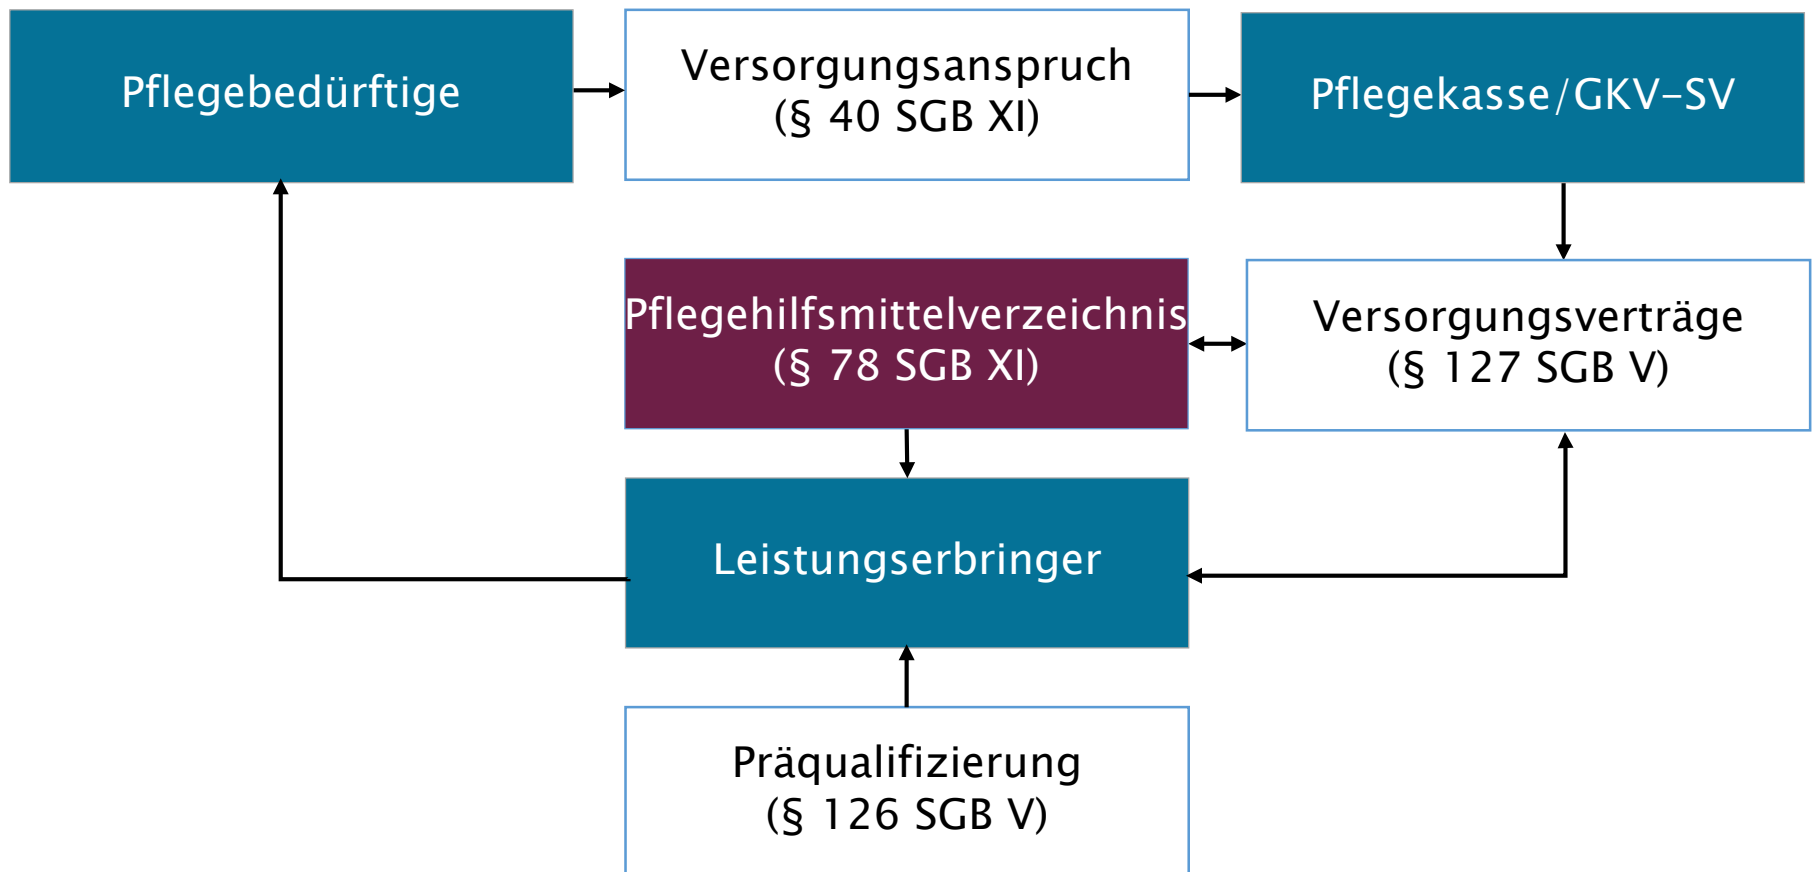 Pflegebedürftige
Versorgungsanspruch
(§ 40 SGB XI)
Pflegekasse/GKV-SV
Pflegehilfsmittelverzeichnis
(§ 78 SGB XI)
Versorgungsverträge
(§ 127 SGB V)
Leistungserbringer
Präqualifizierung
(§ 126 SGB V)